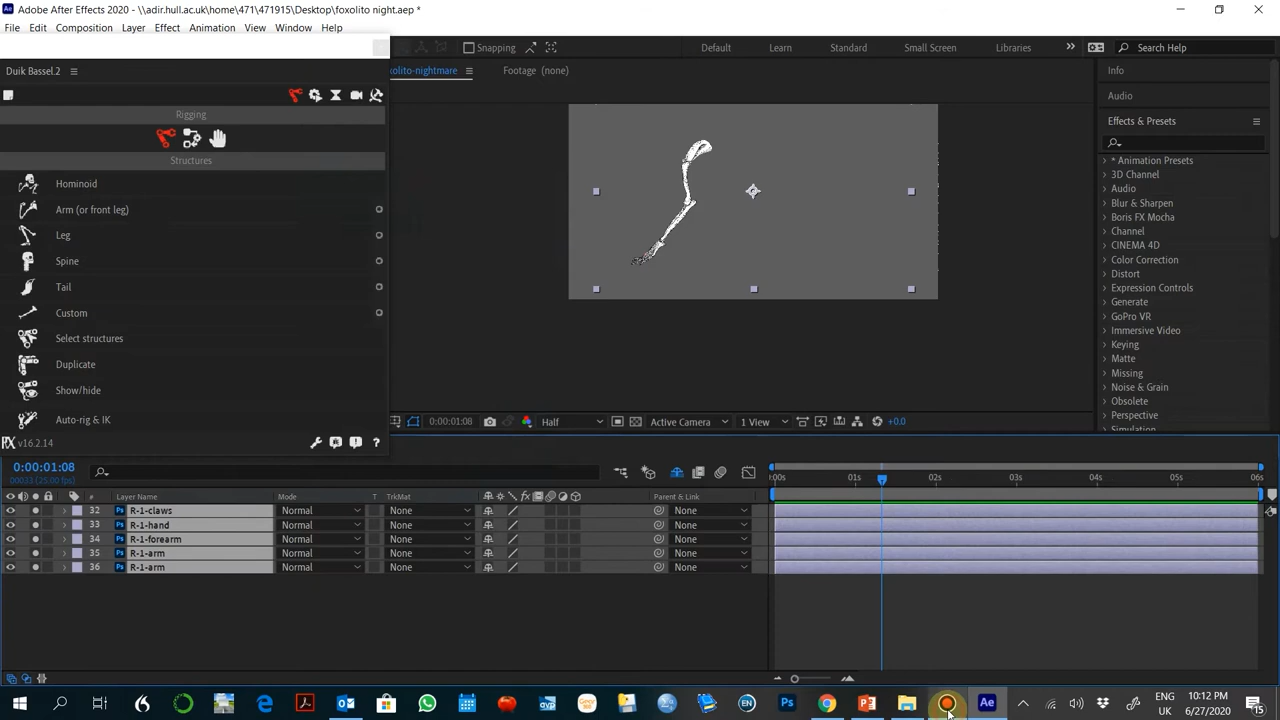 Adobe After Effects 2020 - \\adir.hull.ac.uk\home\471\471915\Desktop\foxolito night.aep *
File Edit Composition Layer Effect Animation View Window Help
Snapping Default Learn Standard Small Screen Libraries Search Help
Duik Bassel.2
Rigging
Structures
Hominoid
Arm (or front leg)
Leg
Spine
Tail
Custom
Select structures
Duplicate
Show/hide
Auto-rig & IK
v16.2.14
xolito-nightmare Footage (none)
0:00:01:08 Half Active Camera 1 View +0.0
Info
Audio
Effects & Presets
* Animation Presets
3D Channel
Audio
Blur & Sharpen
Boris FX Mocha
Channel
CINEMA 4D
Color Correction
Distort
Expression Controls
Generate
GoPro VR
Immersive Video
Keying
Matte
Missing
Noise & Grain
Obsolete
Perspective
Simulation
0:00:01:08
00033 (25.00 fps)
:00s 01s 02s 03s 04s 05s 06s
# Layer Name Mode T TrkMat Parent & Link
32 R-1-claws Normal None None
33 R-1-hand Normal None None
34 R-1-forearm Normal None None
35 R-1-arm Normal None None
36 R-1-arm Normal None None
ENG
UK
10:12 PM
6/27/2020
15